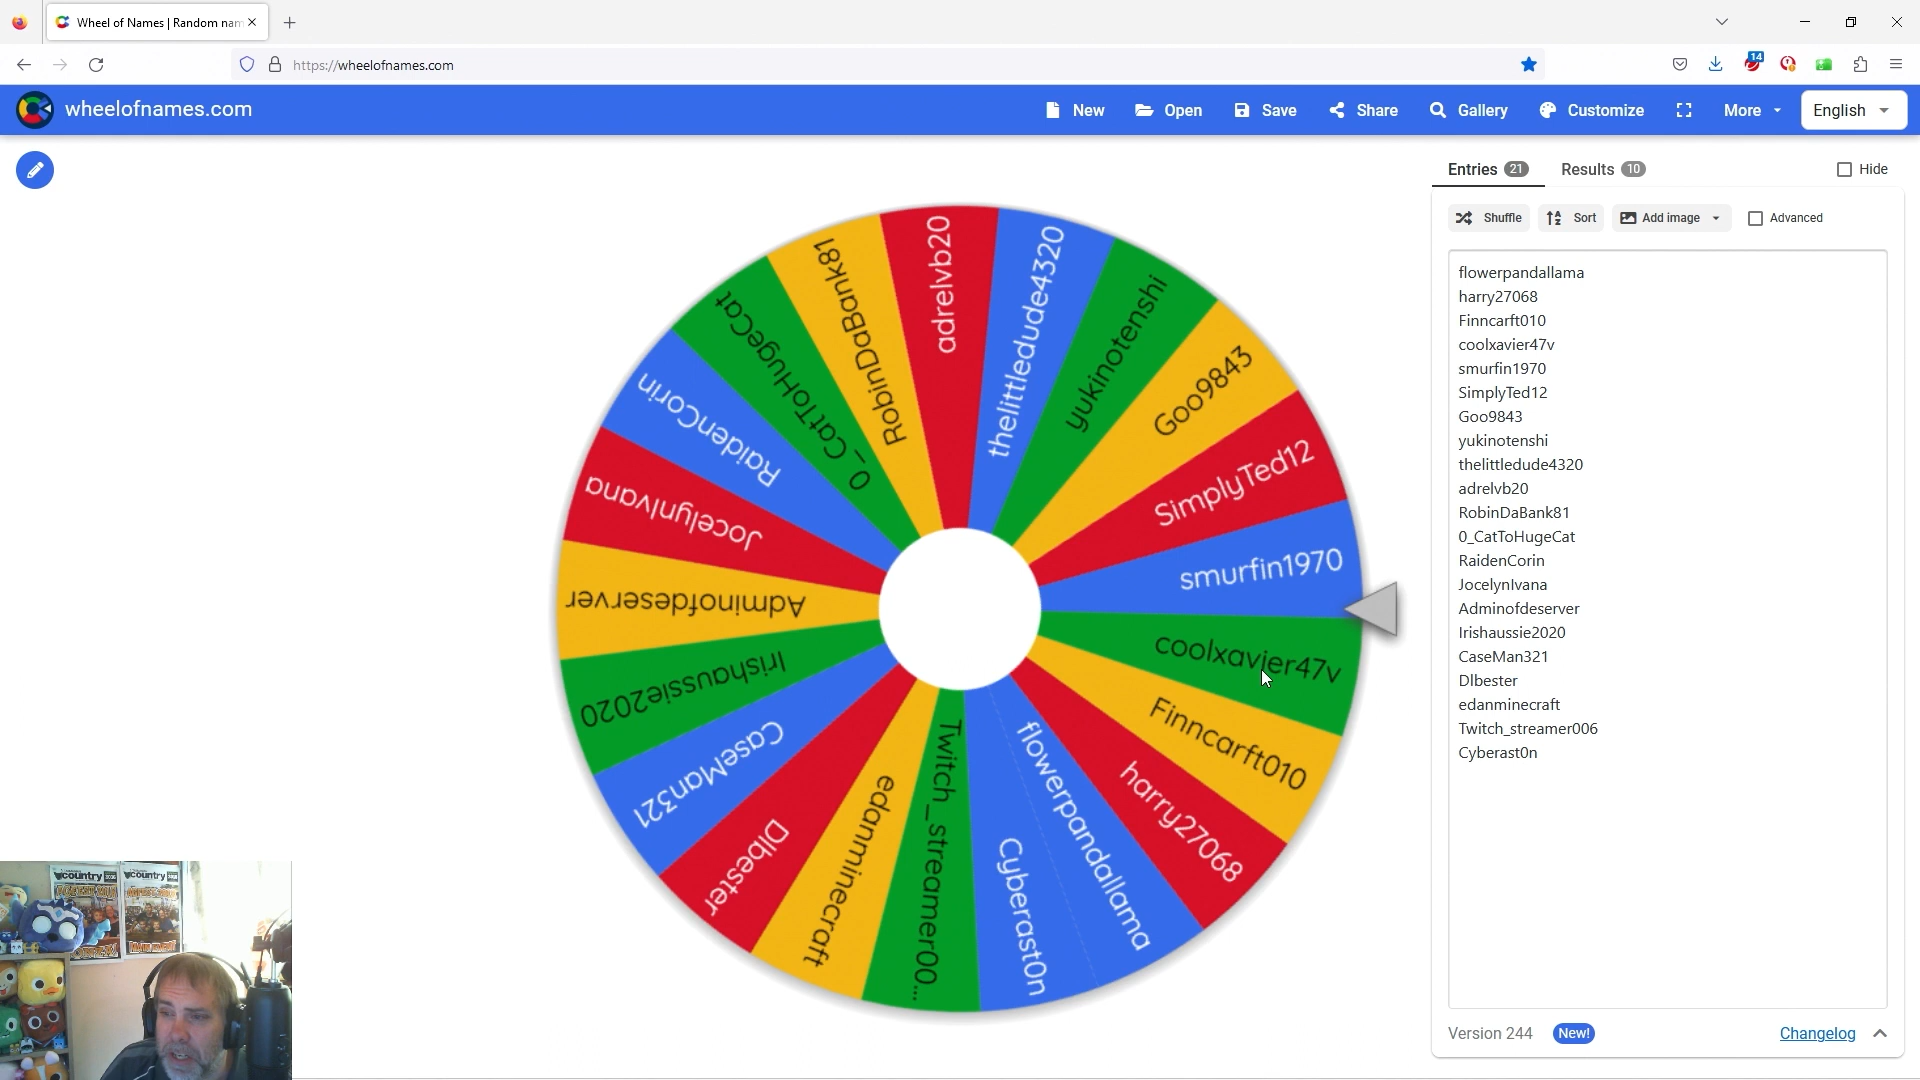 Wheel of Names | Random nam
https://wheelofnames.com
14
wheelofnames.com
New
Open
Save
Share
Gallery
Customize
More
English
Entries 21
Results 10
Hide
Shuffle
Sort
Add image
Advanced
flowerpandallama
harry27068
Finncarft010
coolxavier47v
smurfin1970
SimplyTed12
Goo9843
yukinotenshi
thelittledude4320
adrelvb20
RobinDaBank81
0_CatToHugeCat
RaidenCorin
JocelynIvana
Adminofdeserver
Irishaussie2020
CaseMan321
Dlbester
edanminecraft
Twitch_streamer006
Cyberast0n
adrelvb20
thelittledude4320
yukinotenshi
Goo9843
SimplyTed12
smurfin1970
coolxavier47v
Finncarft010
harry27068
flowerpandallama
Cyberast0n
Twitch_streamer00...
edanminecraft
Dlbester
CaseMan321
Irishaussie2020
Adminofdeserver
JocelynIvana
RaidenCorin
0_CatToHugeCat
RobinDaBank81
Version 244
New!
Changelog
country
country